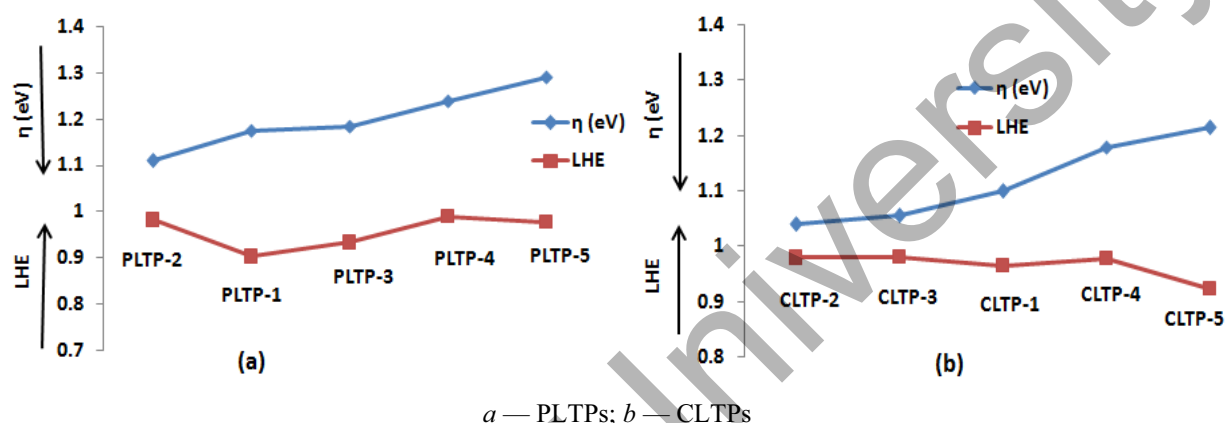 1.4
1.3
1.2
1.1
1
0.9
0.8
0.7
η (eV)
LHE
η (eV)
LHE
PLTP-2
PLTP-1
PLTP-3
PLTP-4
PLTP-5
(a)
1.4
1.3
1.2
1.1
1
0.9
0.8
η (eV
LHE
η (eV)
LHE
CLTP-2
CLTP-3
CLTP-1
CLTP-4
CLTP-5
(b)
University
a — PLTPs; b — CLTPs